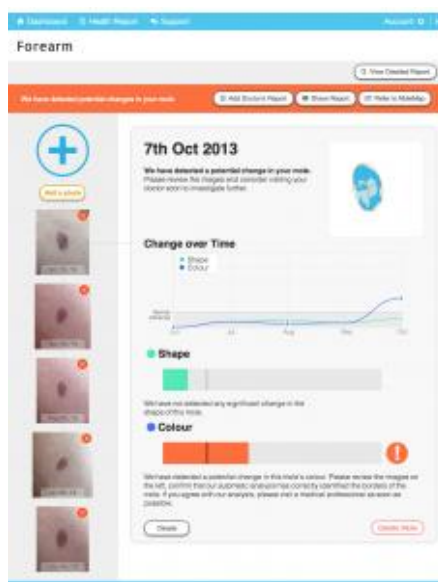 Dashboard Health Report Support Account
Forearm
View Detailed Report
We have detected potential changes in your mole. Add Doctor's Report Share Report Refer to MoleMap
Add a photo
7th Oct 2013
We have detected a potential change in your mole.
Please review the images and consider visiting your
doctor soon to investigate further.
Change over Time
Shape
Colour
Jul Aug Sep Oct
Shape
We have not detected any significant change in the
shape of this mole.
Colour
We have detected a potential change in this mole's colour. Please review the images on
the left, confirm that our automatic analysis has correctly identified the borders of the
mole. If you agree with our analysis, please visit a medical professional as soon as
possible.
Details
Delete Mole